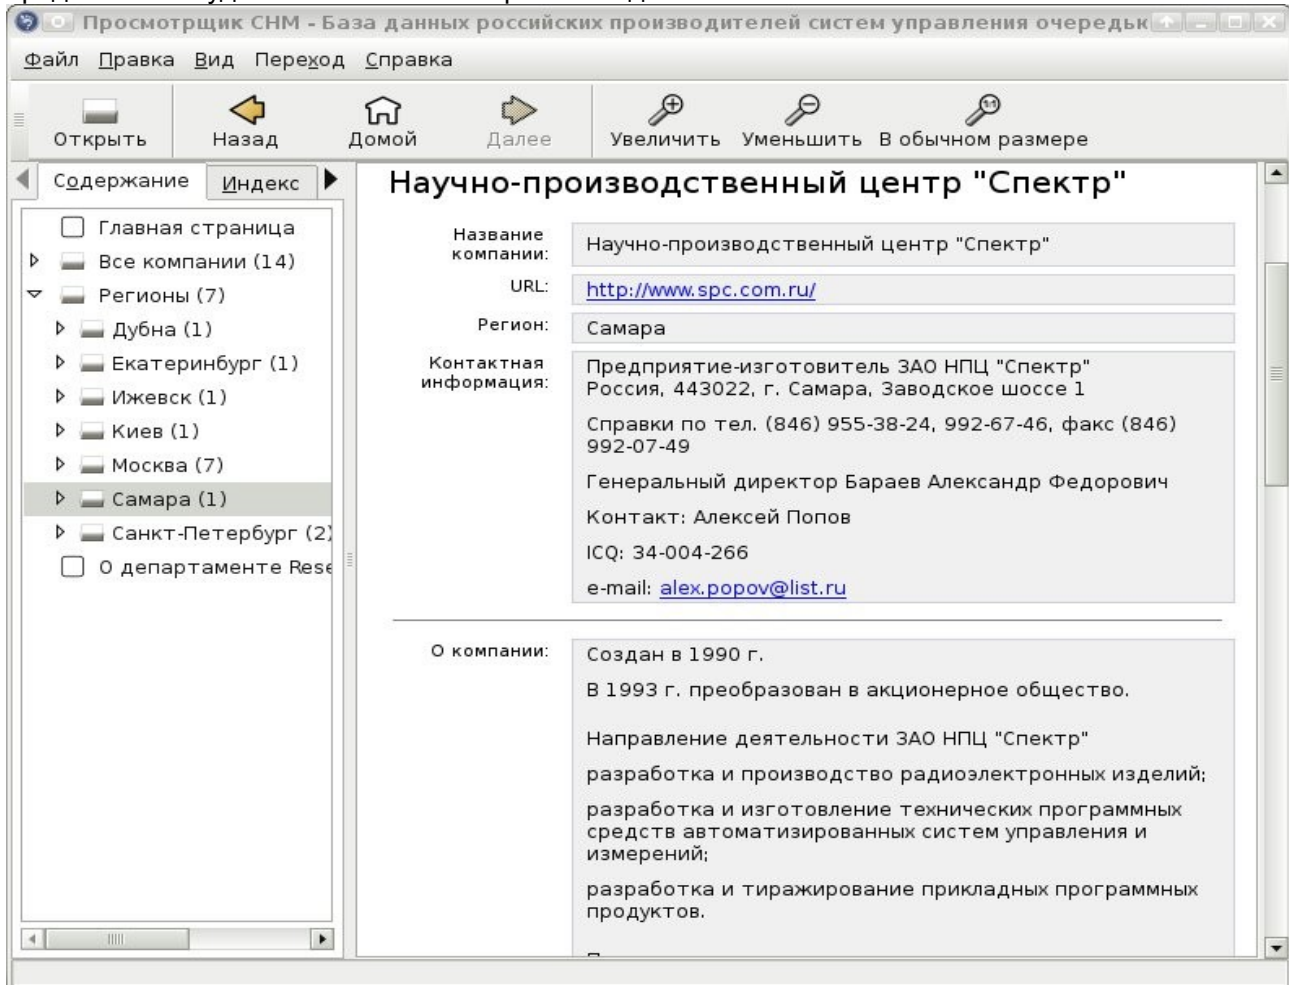 Просмотрщик CHM - База данных российских производителей систем управления очередьк
Файл Правка Вид Переход Справка
Открыть Назад Домой Далее Увеличить Уменьшить В обычном размере
Содержание Индекс
Главная страница
Все компании (14)
Регионы (7)
Дубна (1)
Екатеринбург (1)
Ижевск (1)
Киев (1)
Москва (7)
Самара (1)
Санкт-Петербург (2)
О департаменте Rese
Научно-производственный центр "Спектр"
Название
компании:
Научно-производственный центр "Спектр"
URL:
http://www.spc.com.ru/
Регион:
Самара
Контактная
информация:
Предприятие-изготовитель ЗАО НПЦ "Спектр"
Россия, 443022, г. Самара, Заводское шоссе 1
Справки по тел. (846) 955-38-24, 992-67-46, факс (846)
992-07-49
Генеральный директор Бараев Александр Федорович
Контакт: Алексей Попов
ICQ: 34-004-266
e-mail: alex.popov@list.ru
О компании:
Создан в 1990 г.
В 1993 г. преобразован в акционерное общество.
Направление деятельности ЗАО НПЦ "Спектр"
разработка и производство радиоэлектронных изделий;
разработка и изготовление технических программных
средств автоматизированных систем управления и
измерений;
разработка и тиражирование прикладных программных
продуктов.